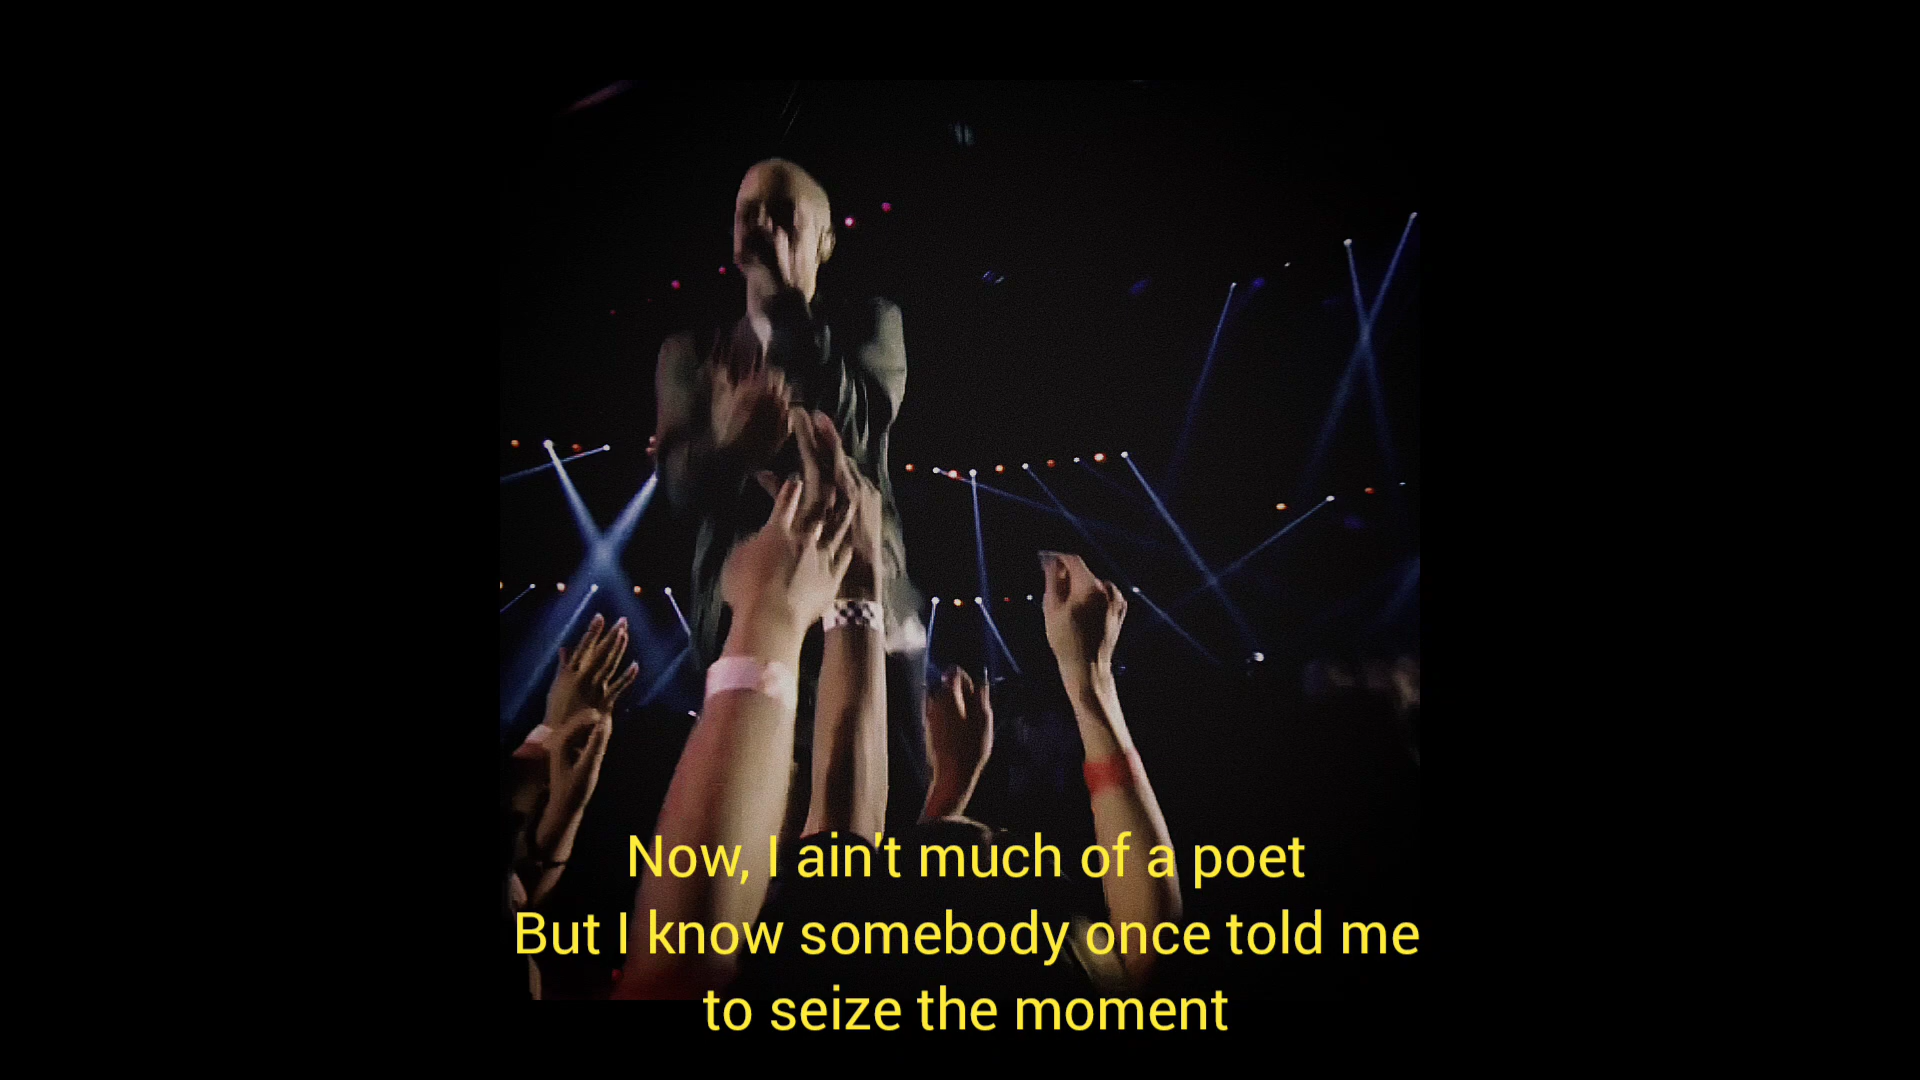 Now, I ain't much of a poet
But I know somebody once told me
to seize the moment